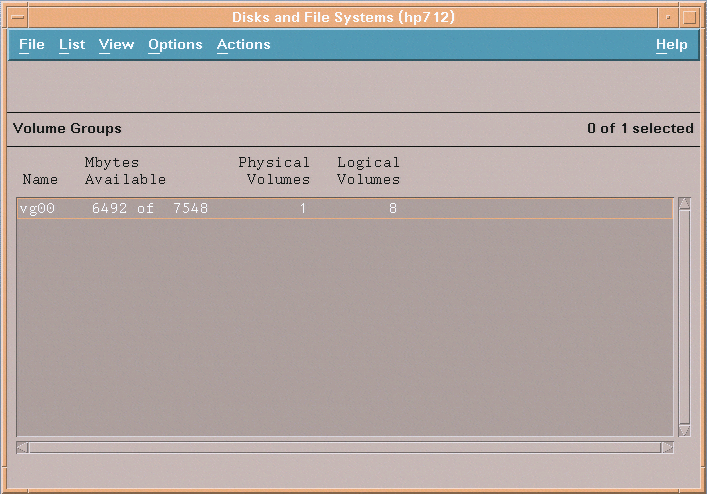 Disks and File Systems (hp712)
File List View Options Actions Help
Volume Groups 0 of 1 selected
Mbytes Physical Logical
Name Available Volumes Volumes
vg00 6492 of 7548 1 8